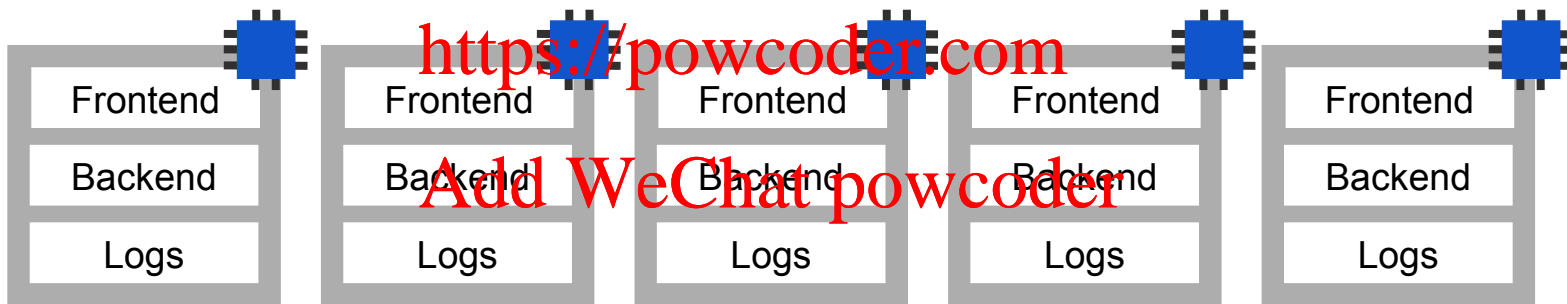 https://powcoder.com
Frontend Frontend Frontend Frontend Frontend
Backend Backend Backend Backend Backend
Add WeChat powcoder
Logs Logs Logs Logs Logs